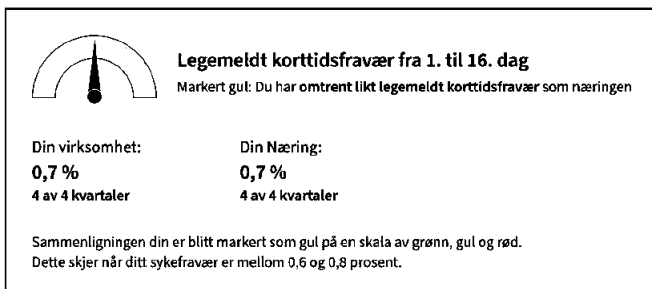 Legemeldt korttidsfravær fra 1. til 16. dag
Markert gul: Du har omtrent likt legemeldt korttidsfravær som næringen
Din virksomhet: Din Næring:
0,7 % 0,7 %
4 av 4 kvartaler 4 av 4 kvartaler
Sammenligningen din er blitt markert som gul på en skala av grønn, gul og rød.
Dette skjer når ditt sykefravær er mellom 0,6 og 0,8 prosent.